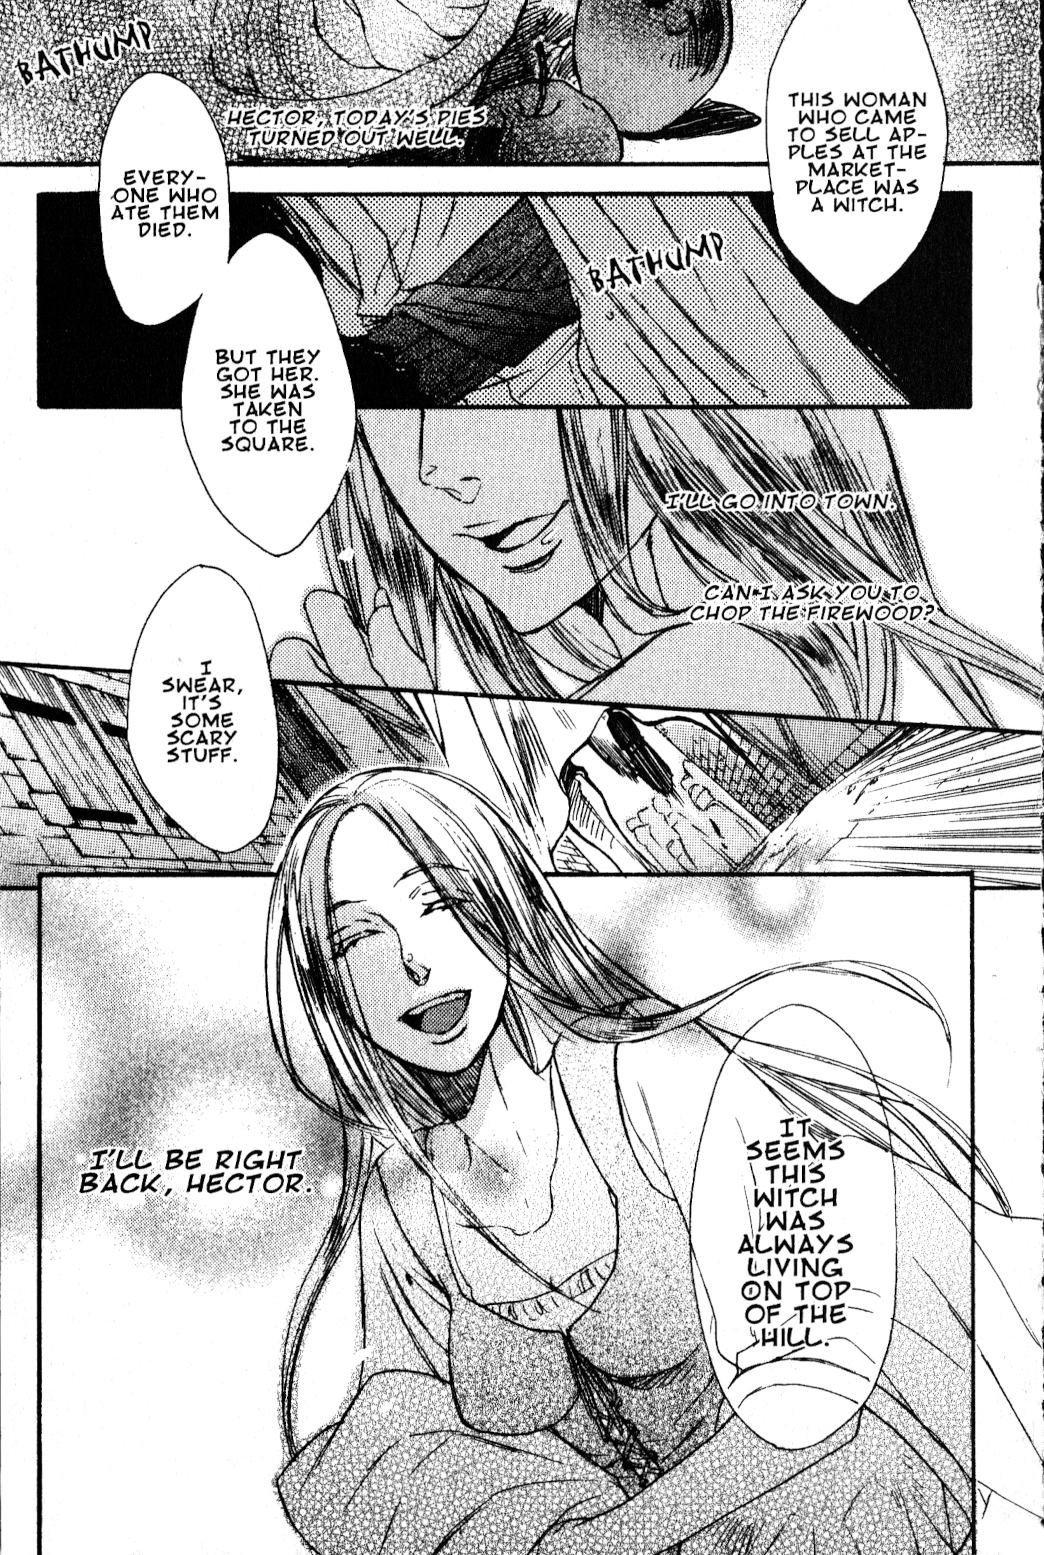 THIS WOMAN
WHO CAME
TO SELL AP-
PLES AT THE
MARKET-
PLACE WAS
A WITCH.
BATHUMP
HECTOR, TODAY'S PIES
TURNED OUT WELL.
EVERY-
ONE WHO
ATE THEM
DIED.
BATHUMP
BUT THEY
GOT HER.
SHE WAS
TAKEN
TO THE
SQUARE.
I'LL GO INTO TOWN.
CAN I ASK YOU TO
CHOP THE FIREWOOD?
I
SWEAR,
IT'S
SOME
SCARY
STUFF.
IT
SEEMS
THIS
WITCH
WAS
ALWAYS
LIVING
ON TOP
OF THE
HILL.
I'LL BE RIGHT
BACK, HECTOR.